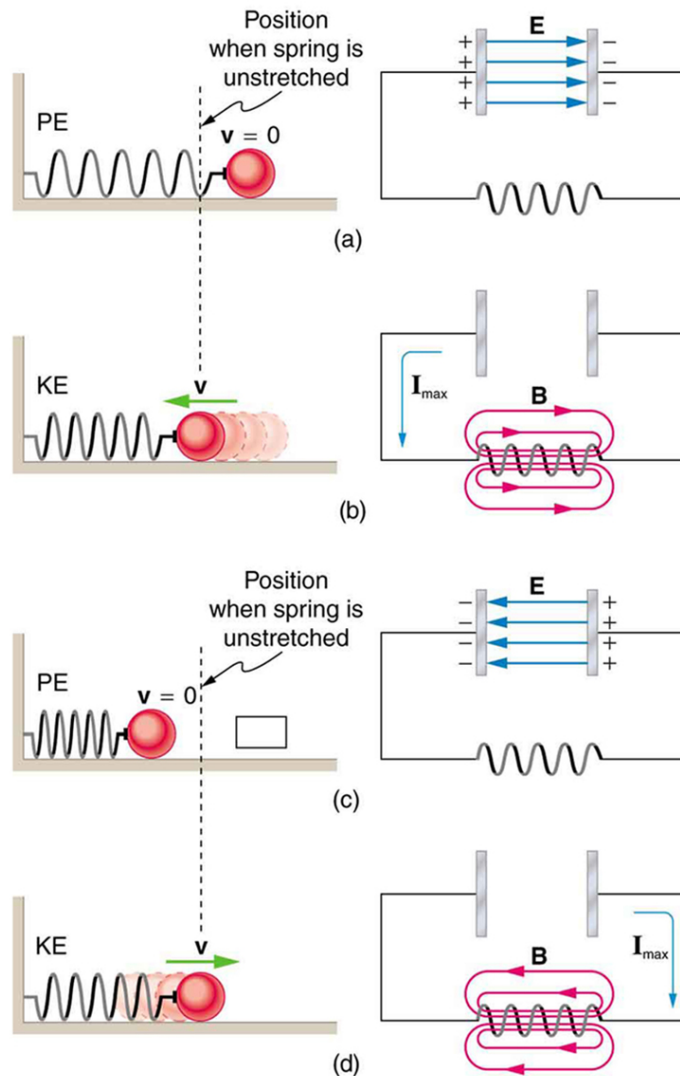 Position
when spring is
unstretched
PE
v = 0
+ E −
+ −
+ −
+ −
(a)
KE
v
I max
B
(b)
Position
when spring is
unstretched
PE
v = 0
− E +
− +
− +
− +
(c)
KE
v
B
I max
(d)